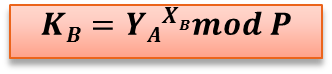 K_B = Y_A^{X_B} mod P